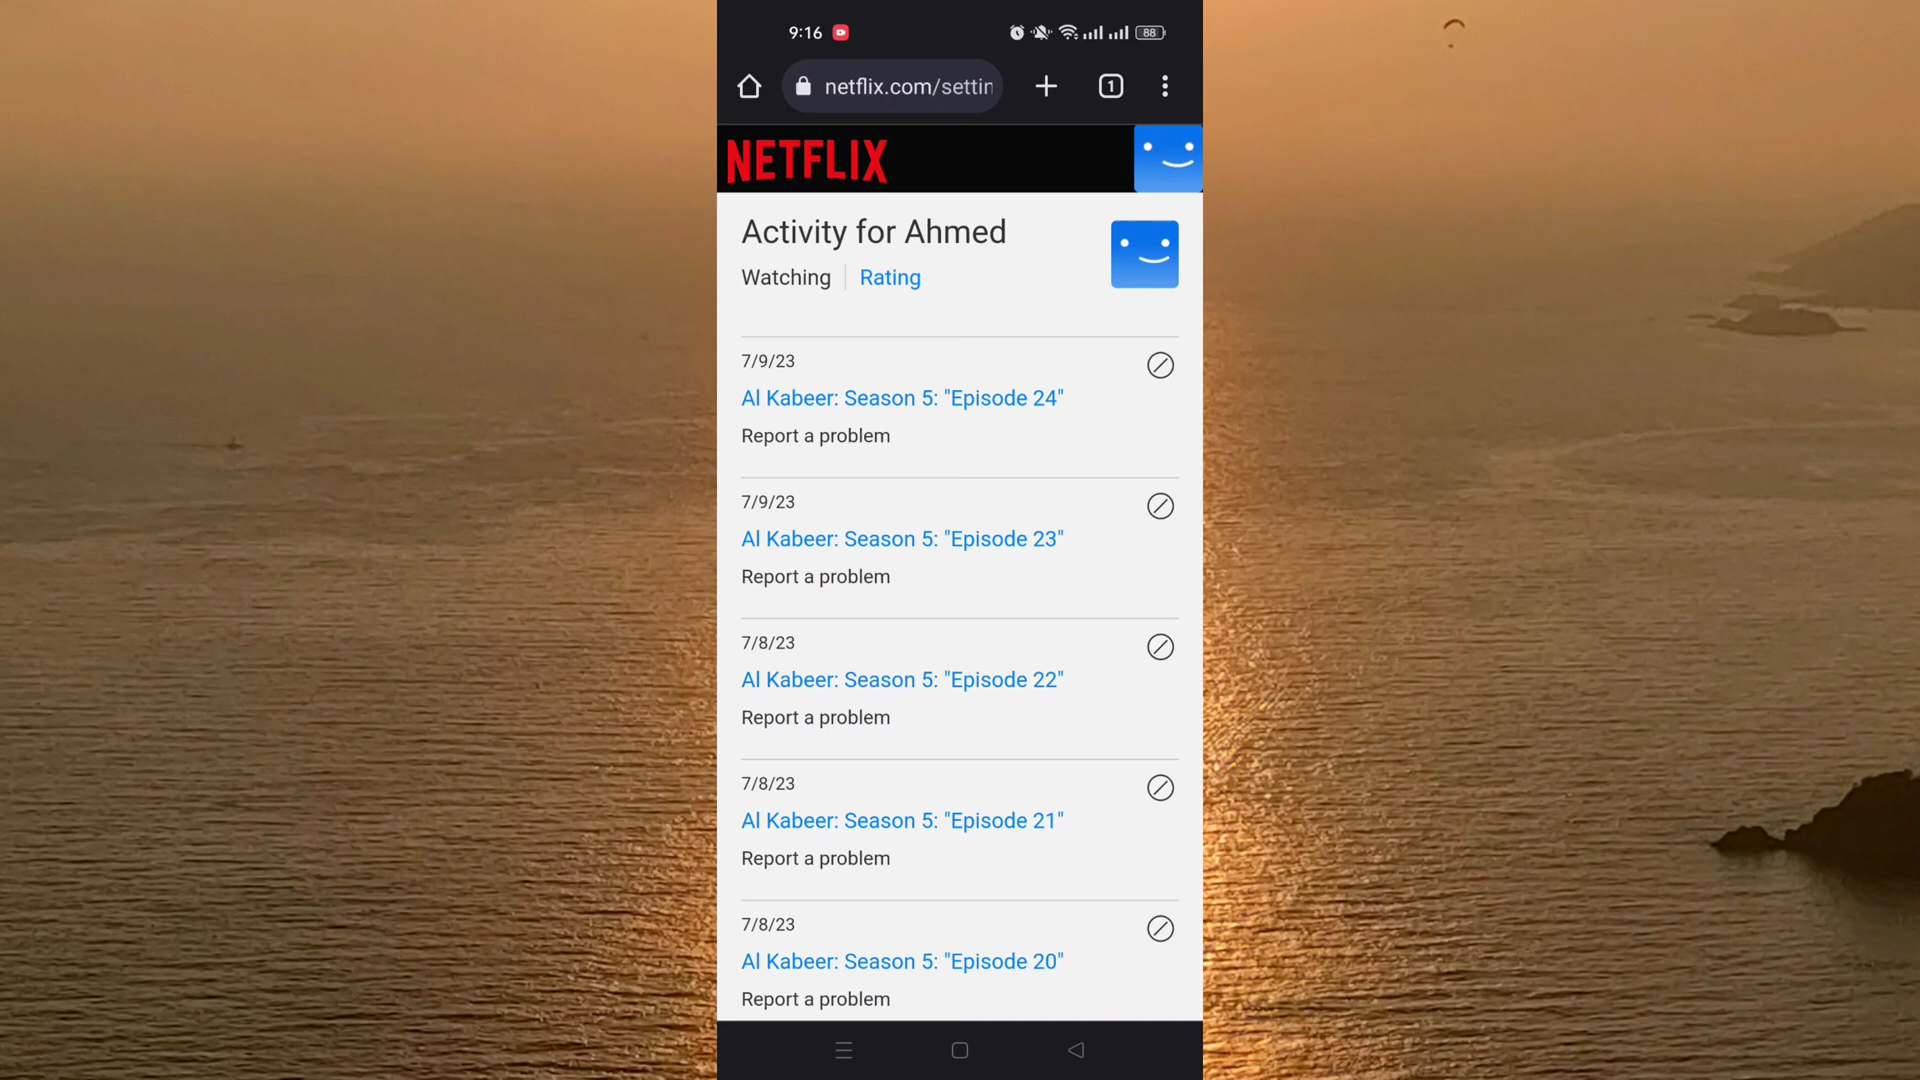 9:16
88
netflix.com/settin
1
NETFLIX
Activity for Ahmed
Watching
Rating
7/9/23
Al Kabeer: Season 5: "Episode 24"
Report a problem
7/9/23
Al Kabeer: Season 5: "Episode 23"
Report a problem
7/8/23
Al Kabeer: Season 5: "Episode 22"
Report a problem
7/8/23
Al Kabeer: Season 5: "Episode 21"
Report a problem
7/8/23
Al Kabeer: Season 5: "Episode 20"
Report a problem